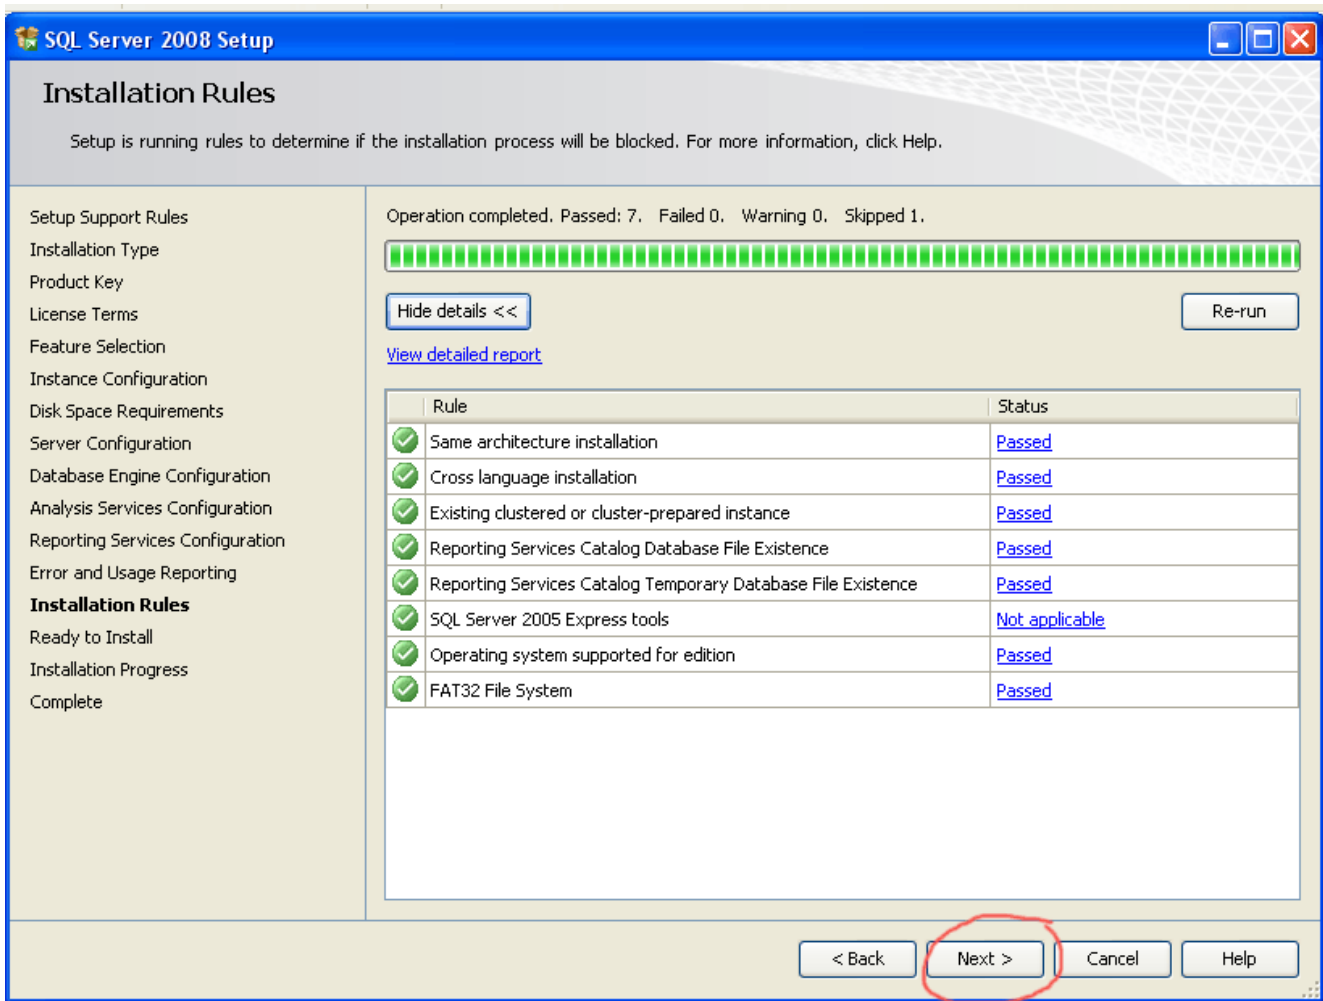 SQL Server 2008 Setup
Installation Rules
Setup is running rules to determine if the installation process will be blocked. For more information, click Help.
Setup Support Rules
Installation Type
Product Key
License Terms
Feature Selection
Instance Configuration
Disk Space Requirements
Server Configuration
Database Engine Configuration
Analysis Services Configuration
Reporting Services Configuration
Error and Usage Reporting
Installation Rules
Ready to Install
Installation Progress
Complete
Operation completed. Passed: 7. Failed 0. Warning 0. Skipped 1.
Hide details << Re-run
View detailed report
Rule Status
Same architecture installation Passed
Cross language installation Passed
Existing clustered or cluster-prepared instance Passed
Reporting Services Catalog Database File Existence Passed
Reporting Services Catalog Temporary Database File Existence Passed
SQL Server 2005 Express tools Not applicable
Operating system supported for edition Passed
FAT32 File System Passed
< Back Next > Cancel Help